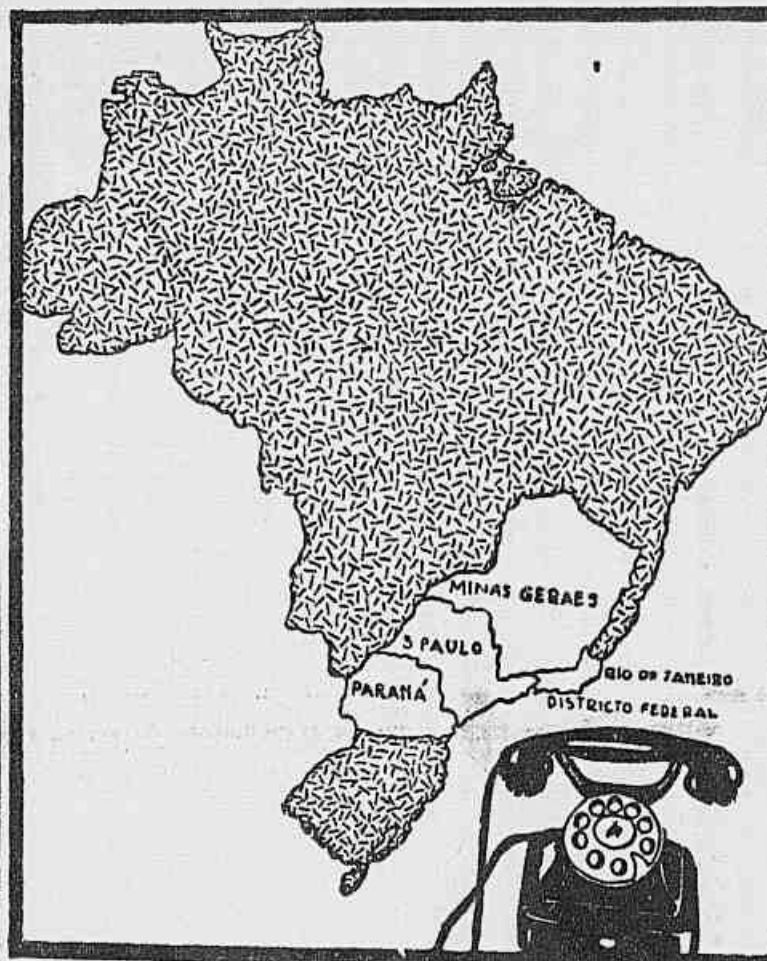 MINAS GERAES
S PAULO
PARANÁ
RIO DE JANEIRO
DISTRICTO FEDERAL